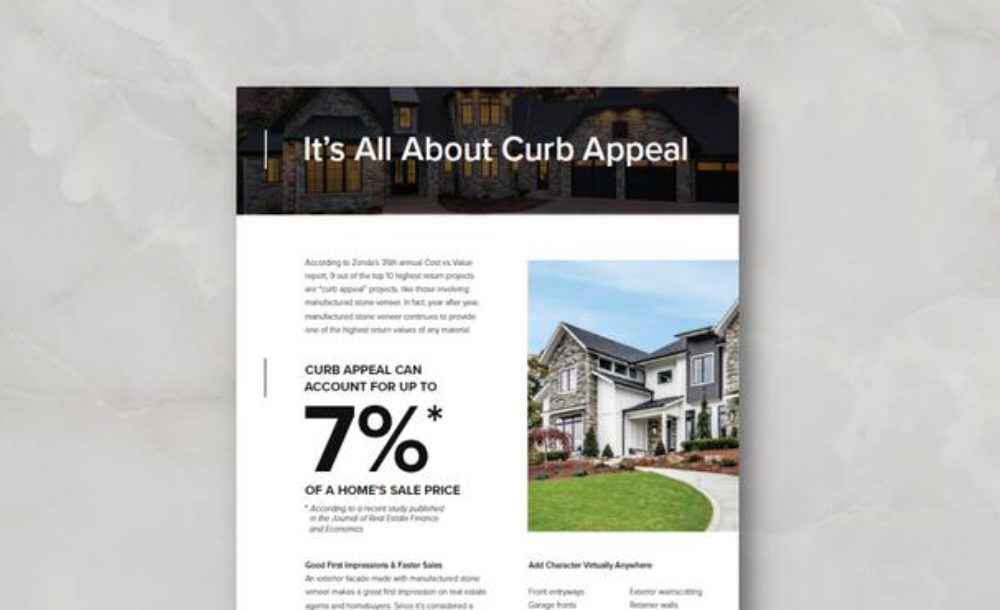 It's All About Curb Appeal
According to Zonda's 35th annual Cost vs. Value
report, 9 out of the top 10 highest return projects
are "curb appeal" projects, like those involving
manufactured stone veneer. In fact, year after year,
manufactured stone veneer continues to provide
one of the highest return values of any material.
CURB APPEAL CAN
ACCOUNT FOR UP TO
7%*
OF A HOME'S SALE PRICE
* According to a recent study published
in the Journal of Real Estate Finance
and Economics
Good First Impressions & Faster Sales
An exterior facade made with manufactured stone
veneer makes a great first impression on real estate
agents and homebuyers. Since it's considered a
Add Character Virtually Anywhere
Front entryways
Garage fronts
Exterior wainscotting
Retainer walls